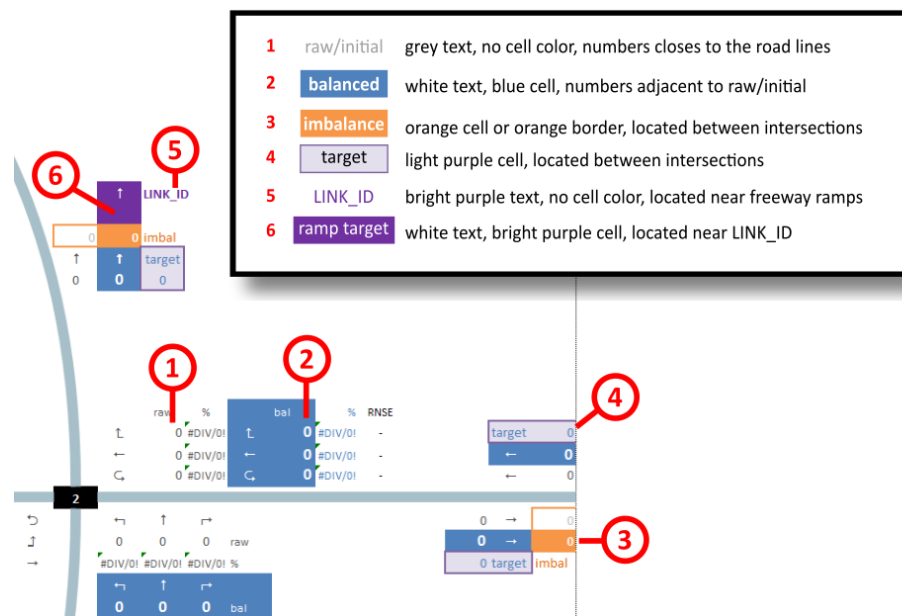 1 raw/initial grey text, no cell color, numbers closes to the road lines
2 balanced white text, blue cell, numbers adjacent to raw/initial
3 imbalance orange cell or orange border, located between intersections
4 target light purple cell, located between intersections
5 LINK_ID bright purple text, no cell color, located near freeway ramps
6 ramp target white text, bright purple cell, located near LINK_ID
5
6 ↑ LINK_ID
0 0 imbal
↑ ↑ target
0 0 0
1 2 4
raw % bal % RNSE
0 #DIV/0! 0 #DIV/0! - target 0
← 0 #DIV/0! ← 0 #DIV/0! - ← 0
0 #DIV/0! 0 #DIV/0! - ← 0
2
↑ 0 → 0
0 0 0 raw 0 → 0 3
→ #DIV/0! #DIV/0! #DIV/0! % 0 target imbal
↑
0 0 0 bal